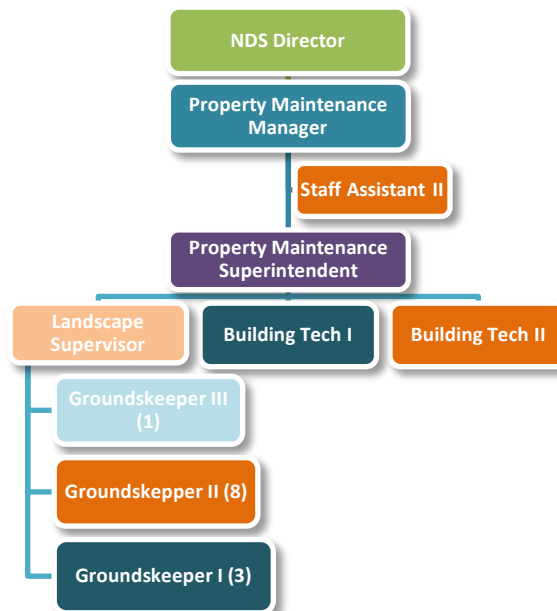 NDS Director
Property Maintenance
Manager
Staff Assistant II
Property Maintenance
Superintendent
Landscape
Supervisor
Building Tech I
Building Tech II
Groundskeeper III
(1)
Groundskepper II (8)
Groundskeeper I (3)